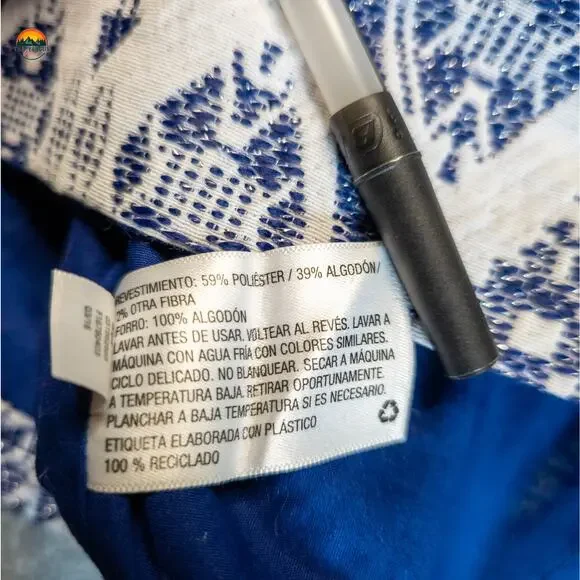 REVESTIMIENTO: 59% POLIÉSTER / 39% ALGODÓN/
2% OTRA FIBRA
FORRO: 100% ALGODÓN
LAVAR ANTES DE USAR. VOLTEAR AL REVÉS. LAVAR A
MÁQUINA CON AGUA FRÍA CON COLORES SIMILARES.
CICLO DELICADO. NO BLANQUEAR. SECAR A MÁQUINA
A TEMPERATURA BAJA. RETIRAR OPORTUNAMENTE.
PLANCHAR A BAJA TEMPERATURA SI ES NECESARIO.
ETIQUETA ELABORADA CON PLÁSTICO
100 % RECICLADO
03/18